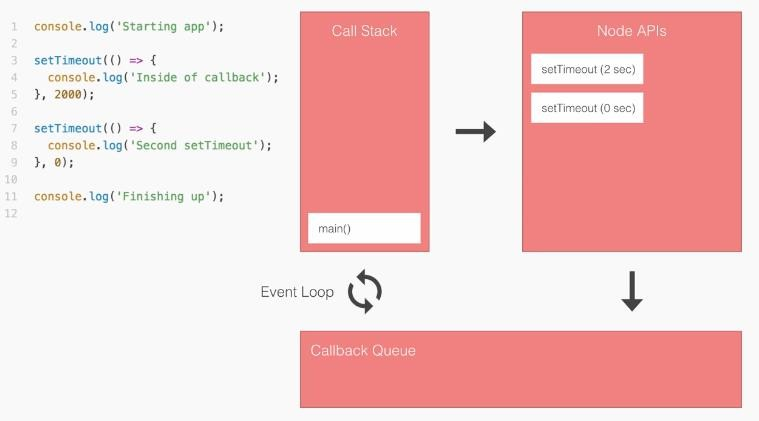 1 console.log('Starting app');
2
3 setTimeout(() => {
4   console.log('Inside of callback');
5 }, 2000);
6
7 setTimeout(() => {
8   console.log('Second setTimeout');
9 }, 0);
10
11 console.log('Finishing up');
12
Call Stack
main()
Node APIs
setTimeout (2 sec)
setTimeout (0 sec)
Event Loop
Callback Queue